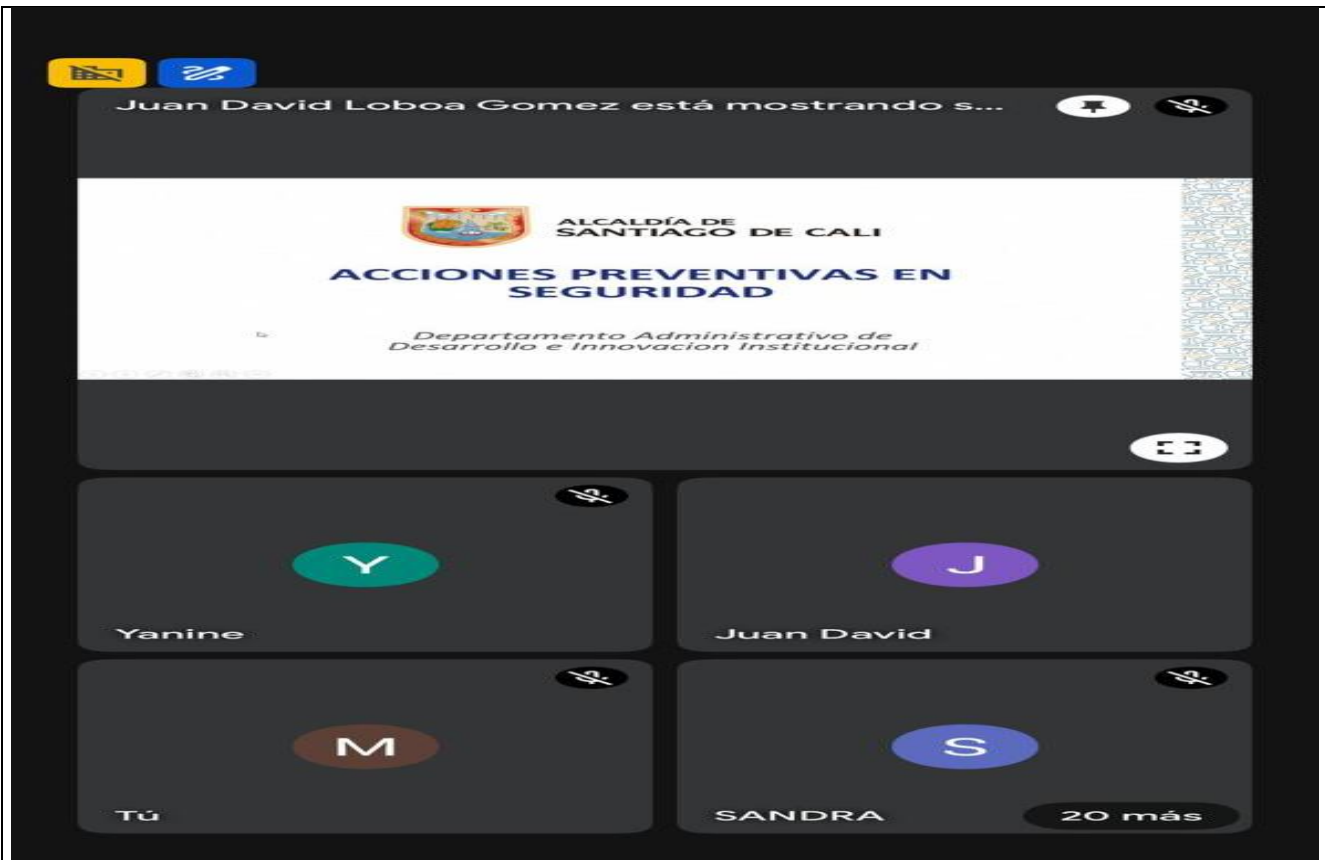 Juan David Loboa Gomez está mostrando s...
ALCALDÍA DE
SANTIAGO DE CALI
ACCIONES PREVENTIVAS EN
SEGURIDAD
Departamento Administrativo de
Desarrollo e Innovacion Institucional
Y
J
Yanine
Juan David
M
S
Tú
SANDRA
20 más